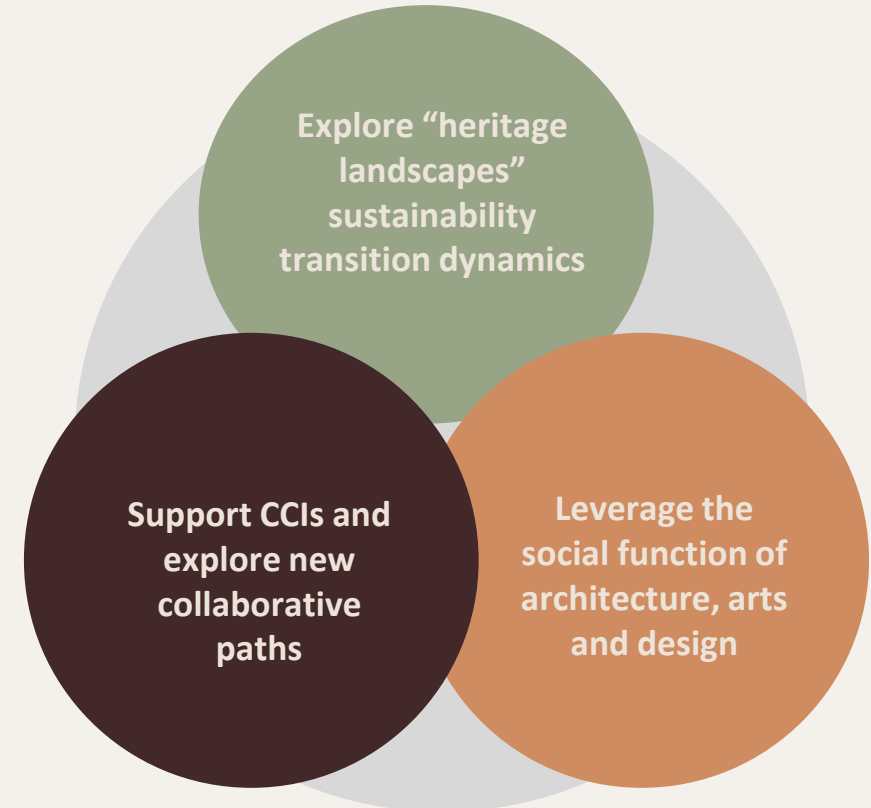 Explore “heritage
landscapes”
sustainability
transition dynamics
Support CCIs and
explore new
collaborative
paths
Leverage the
social function of
architecture, arts
and design